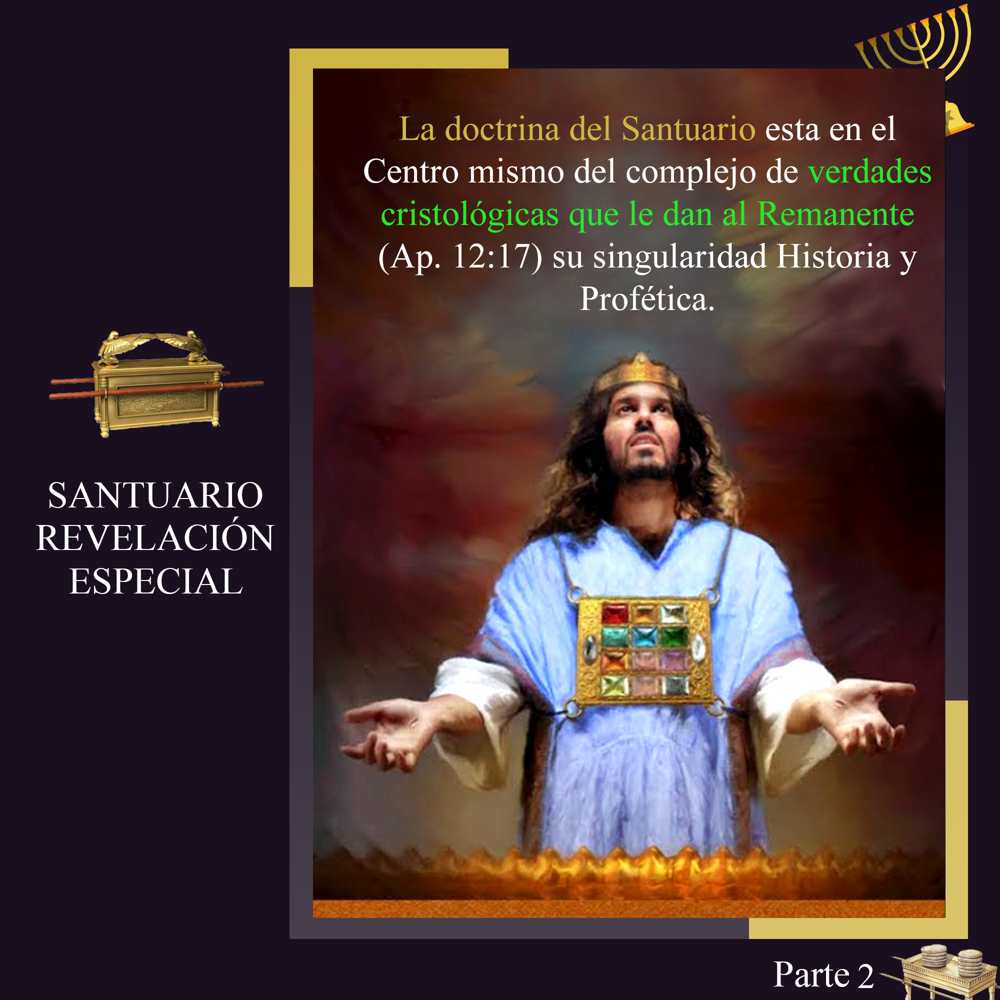 La doctrina del Santuario esta en el
Centro mismo del complejo de verdades
cristológicas que le dan al Remanente
(Ap. 12:17) su singularidad Historia y
Profética.
SANTUARIO
REVELACIÓN
ESPECIAL
Parte 2